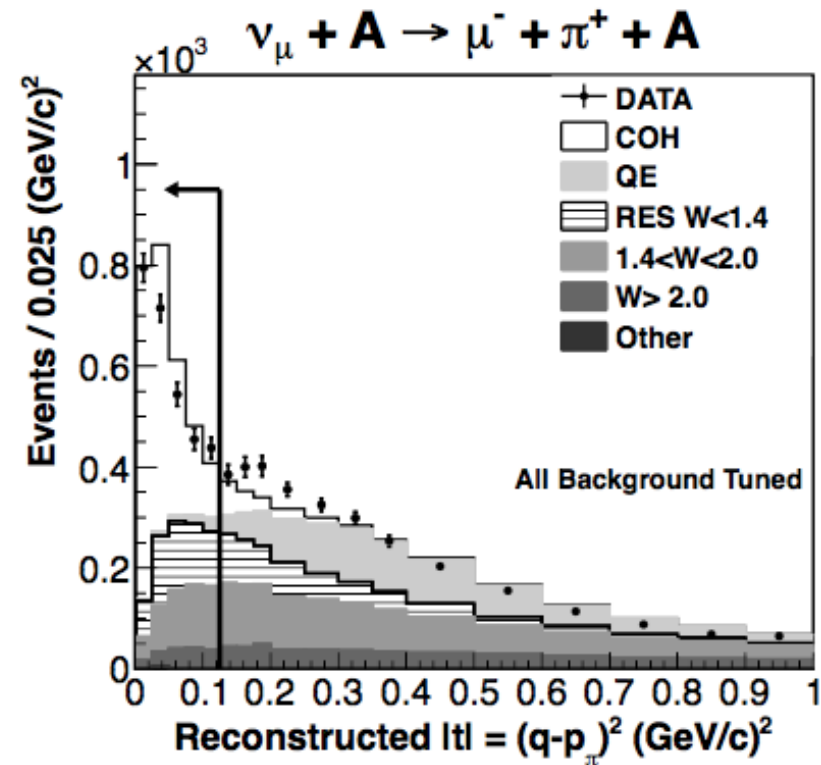 νμ + A → μ⁻ + π⁺ + A
×10³
Events / 0.025 (GeV/c)²
1
0.8
0.6
0.4
0.2
0
DATA
COH
QE
RES W<1.4
1.4<W<2.0
W> 2.0
Other
All Background Tuned
0 0.1 0.2 0.3 0.4 0.5 0.6 0.7 0.8 0.9 1
Reconstructed |t| = (q-pπ)² (GeV/c)²